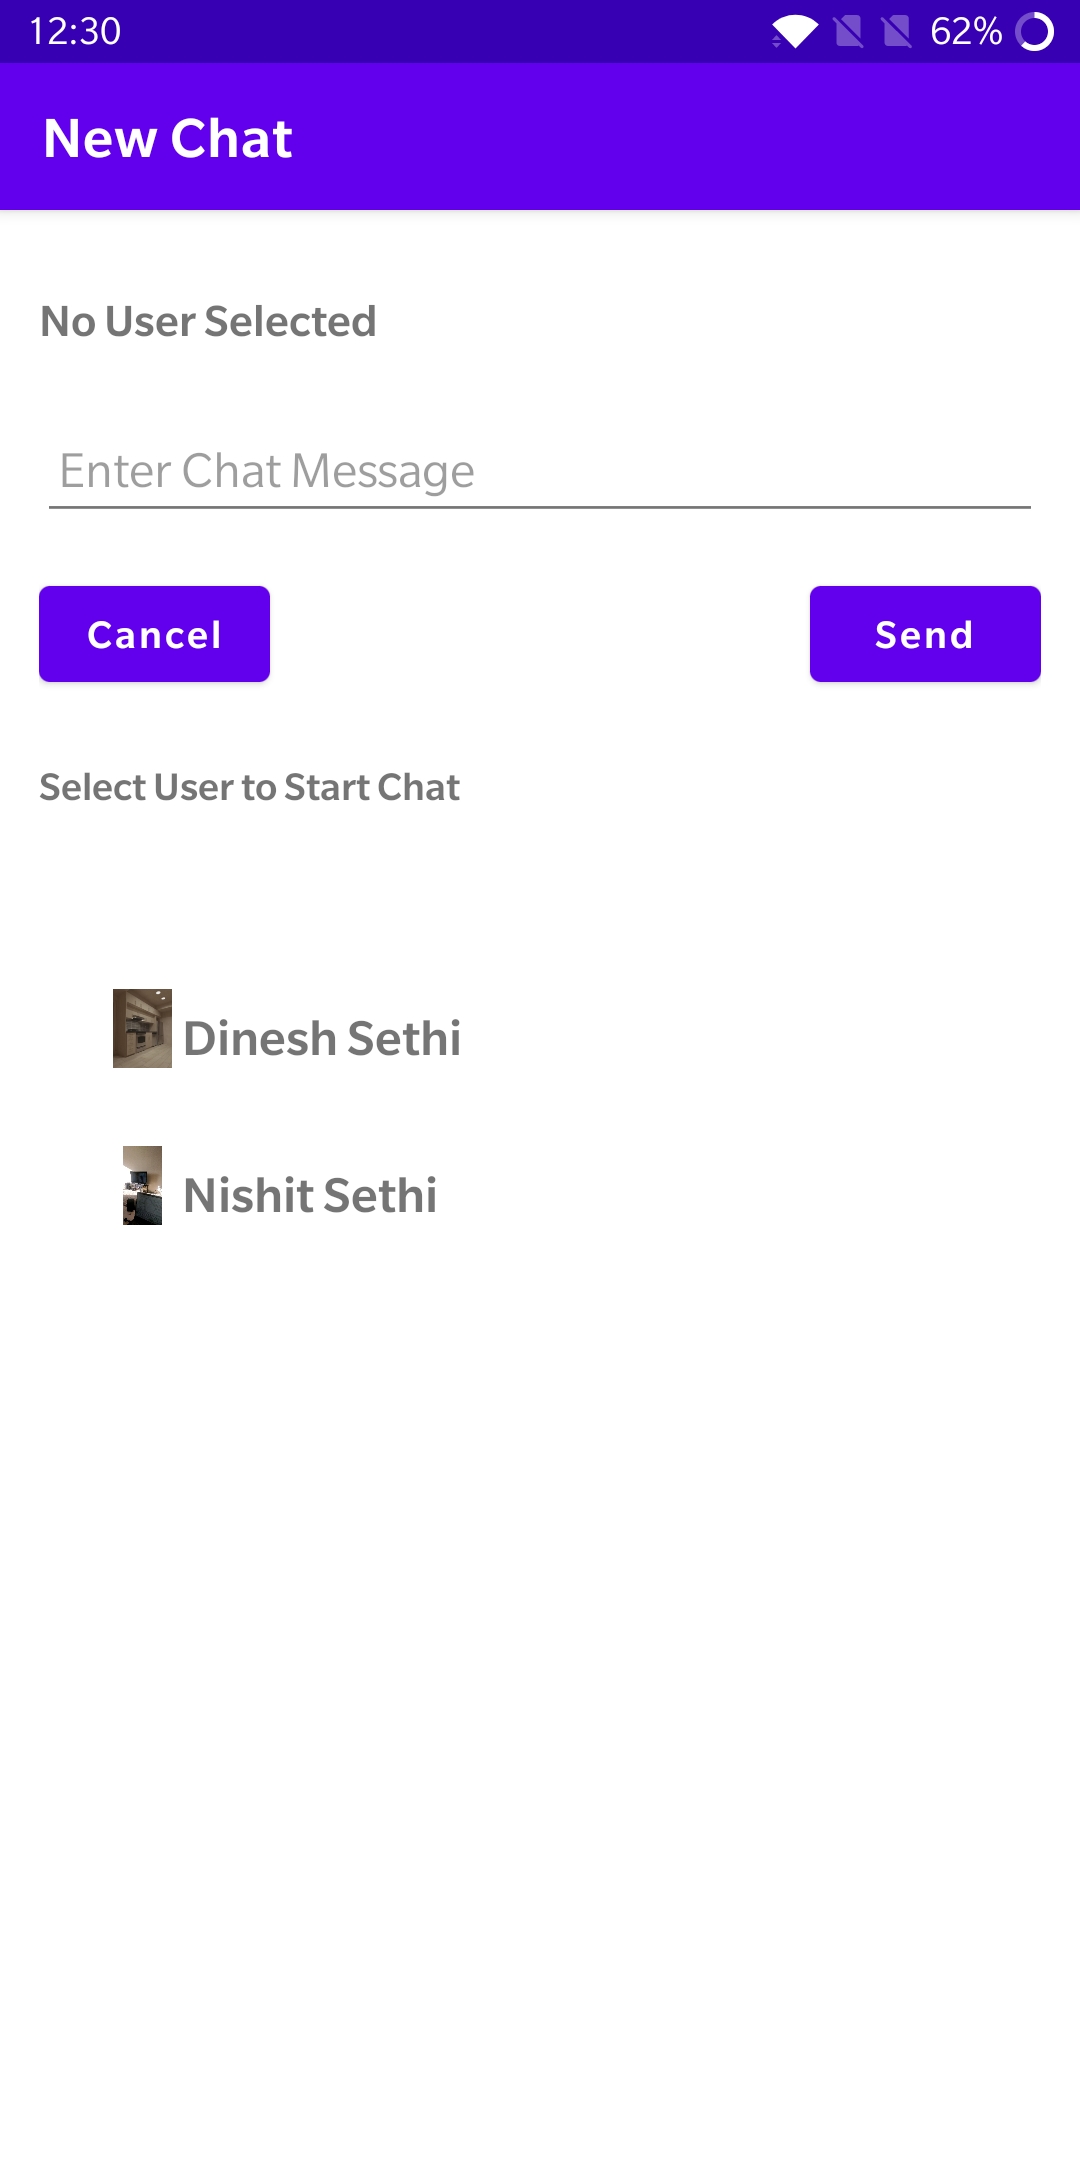 12:30 62%
New Chat
No User Selected
Enter Chat Message
Cancel Send
Select User to Start Chat
Dinesh Sethi
Nishit Sethi